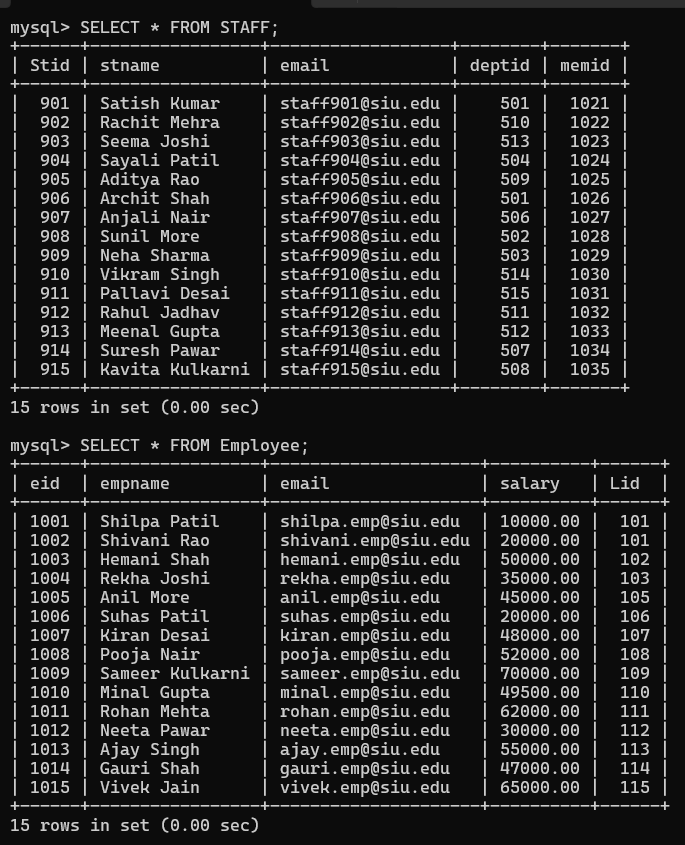 mysql> SELECT * FROM STAFF;
+------+-----------------+------------------+--------+-------+
| Stid | stname          | email            | deptid | memid |
+------+-----------------+------------------+--------+-------+
|  901 | Satish Kumar    | staff901@siu.edu |    501 |  1021 |
|  902 | Rachit Mehra    | staff902@siu.edu |    510 |  1022 |
|  903 | Seema Joshi     | staff903@siu.edu |    513 |  1023 |
|  904 | Sayali Patil    | staff904@siu.edu |    504 |  1024 |
|  905 | Aditya Rao      | staff905@siu.edu |    509 |  1025 |
|  906 | Archit Shah     | staff906@siu.edu |    501 |  1026 |
|  907 | Anjali Nair     | staff907@siu.edu |    506 |  1027 |
|  908 | Sunil More      | staff908@siu.edu |    502 |  1028 |
|  909 | Neha Sharma     | staff909@siu.edu |    503 |  1029 |
|  910 | Vikram Singh    | staff910@siu.edu |    514 |  1030 |
|  911 | Pallavi Desai   | staff911@siu.edu |    515 |  1031 |
|  912 | Rahul Jadhav    | staff912@siu.edu |    511 |  1032 |
|  913 | Meenal Gupta    | staff913@siu.edu |    512 |  1033 |
|  914 | Suresh Pawar    | staff914@siu.edu |    507 |  1034 |
|  915 | Kavita Kulkarni | staff915@siu.edu |    508 |  1035 |
+------+-----------------+------------------+--------+-------+
15 rows in set (0.00 sec)
mysql> SELECT * FROM Employee;
+------+-----------------+---------------------+----------+------+
| eid  | empname         | email               | salary   | Lid  |
+------+-----------------+---------------------+----------+------+
| 1001 | Shilpa Patil    | shilpa.emp@siu.edu  | 10000.00 |  101 |
| 1002 | Shivani Rao     | shivani.emp@siu.edu | 20000.00 |  101 |
| 1003 | Hemani Shah     | hemani.emp@siu.edu  | 50000.00 |  102 |
| 1004 | Rekha Joshi     | rekha.emp@siu.edu   | 35000.00 |  103 |
| 1005 | Anil More       | anil.emp@siu.edu    | 45000.00 |  105 |
| 1006 | Suhas Patil     | suhas.emp@siu.edu   | 20000.00 |  106 |
| 1007 | Kiran Desai     | kiran.emp@siu.edu   | 48000.00 |  107 |
| 1008 | Pooja Nair      | pooja.emp@siu.edu   | 52000.00 |  108 |
| 1009 | Sameer Kulkarni | sameer.emp@siu.edu  | 70000.00 |  109 |
| 1010 | Minal Gupta     | minal.emp@siu.edu   | 49500.00 |  110 |
| 1011 | Rohan Mehta     | rohan.emp@siu.edu   | 62000.00 |  111 |
| 1012 | Neeta Pawar     | neeta.emp@siu.edu   | 30000.00 |  112 |
| 1013 | Ajay Singh      | ajay.emp@siu.edu    | 55000.00 |  113 |
| 1014 | Gauri Shah      | gauri.emp@siu.edu   | 47000.00 |  114 |
| 1015 | Vivek Jain      | vivek.emp@siu.edu   | 65000.00 |  115 |
+------+-----------------+---------------------+----------+------+
15 rows in set (0.00 sec)